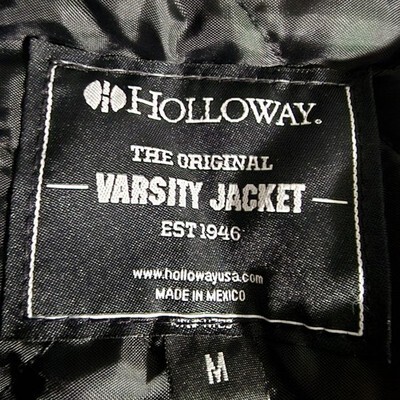 HOLLOWAY.
THE ORIGINAL
VARSITY JACKET
EST 1946
www.hollowayusa.com
MADE IN MEXICO
M